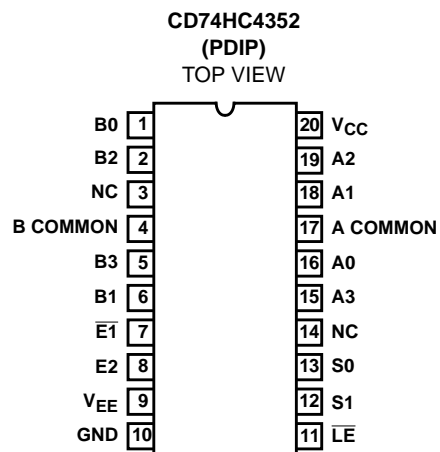 CD74HC4352
(PDIP)
TOP VIEW
B0 1 20 VCC
B2 2 19 A2
NC 3 18 A1
B COMMON 4 17 A COMMON
B3 5 16 A0
B1 6 15 A3
E1 7 14 NC
E2 8 13 S0
VEE 9 12 S1
GND 10 11 LE